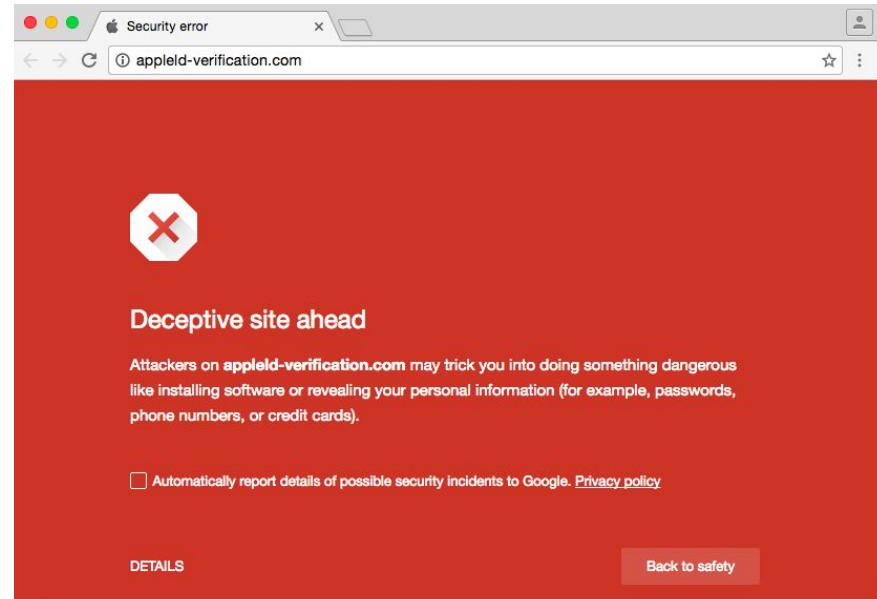 Security error
appleld-verification.com
Deceptive site ahead
Attackers on appleld-verification.com may trick you into doing something dangerous
like installing software or revealing your personal information (for example, passwords,
phone numbers, or credit cards).
Automatically report details of possible security incidents to Google. Privacy policy
DETAILS
Back to safety